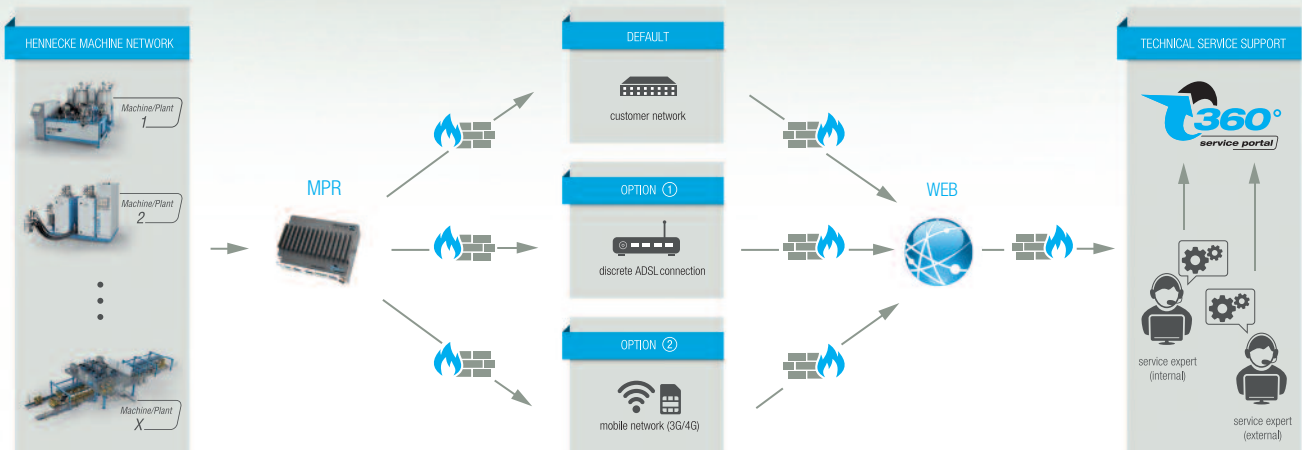 HENNECKE MACHINE NETWORK
Machine/Plant
1
Machine/Plant
2
Machine/Plant
X
MPR
DEFAULT
customer network
OPTION ①
discrete ADSL connection
OPTION ②
mobile network (3G/4G)
WEB
TECHNICAL SERVICE SUPPORT
360°
service portal
service expert
(internal)
service expert
(external)